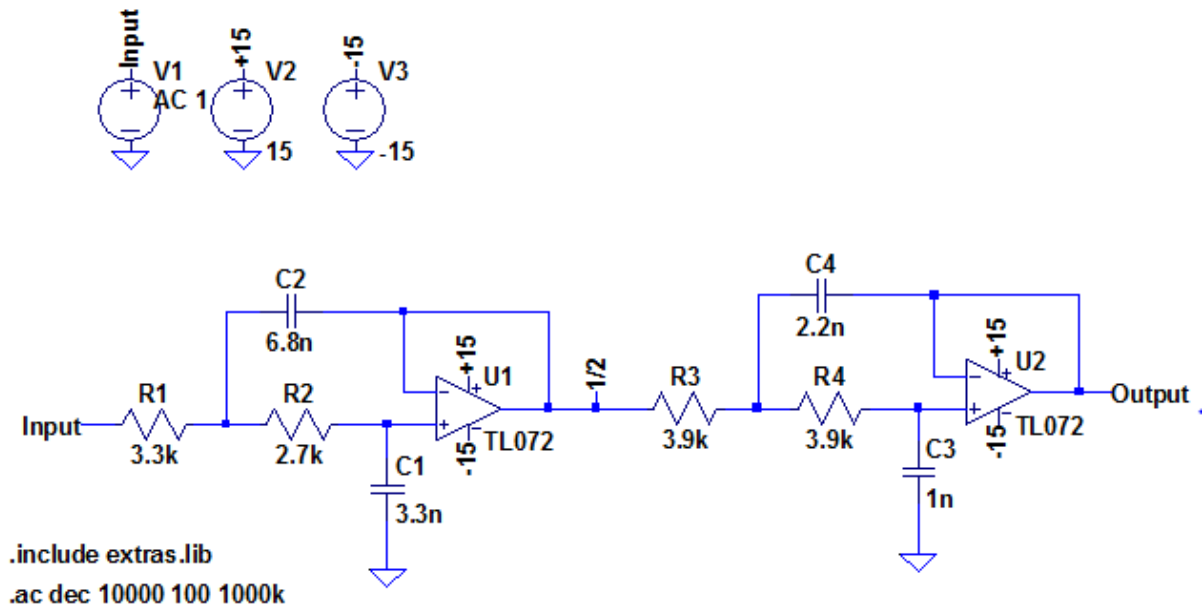 Input
+15
-15
V1
V2
V3
AC 1
15
-15
C2
6.8n
C4
2.2n
+15
U1
+15
U2
R1
R2
1/2
R3
R4
Input
Output
3.3k
2.7k
-15
TL072
3.9k
3.9k
-15
TL072
C1
3.3n
C3
1n
.include extras.lib
.ac dec 10000 100 1000k